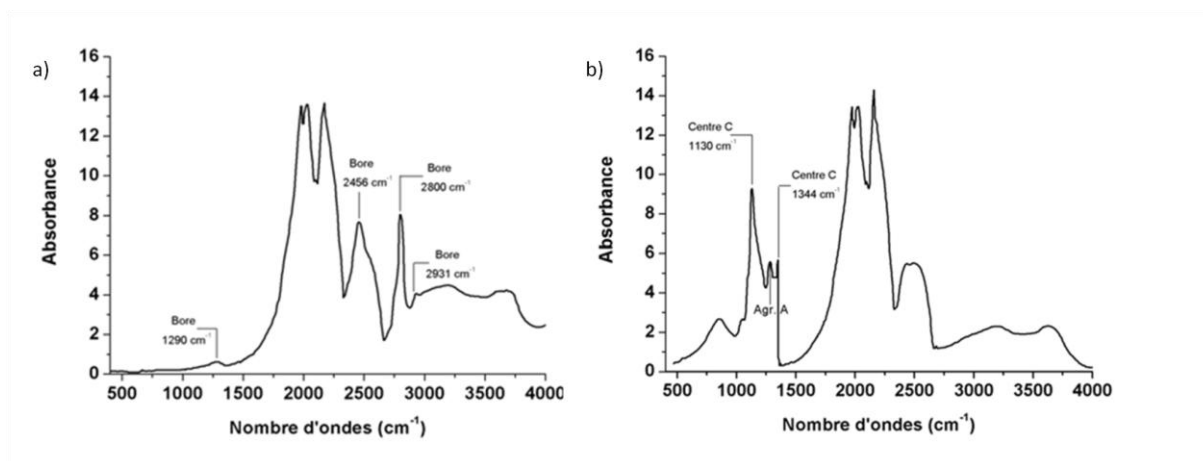 a)
Absorbance
16
14
12
10
8
6
4
2
0
Bore
1290 cm⁻¹
Bore
2456 cm⁻¹
Bore
2800 cm⁻¹
Bore
2931 cm⁻¹
500 1000 1500 2000 2500 3000 3500 4000
Nombre d'ondes (cm⁻¹)
b)
Absorbance
16
14
12
10
8
6
4
2
0
Centre C
1130 cm⁻¹
Centre C
1344 cm⁻¹
Agr. A
500 1000 1500 2000 2500 3000 3500 4000
Nombre d'ondes (cm⁻¹)